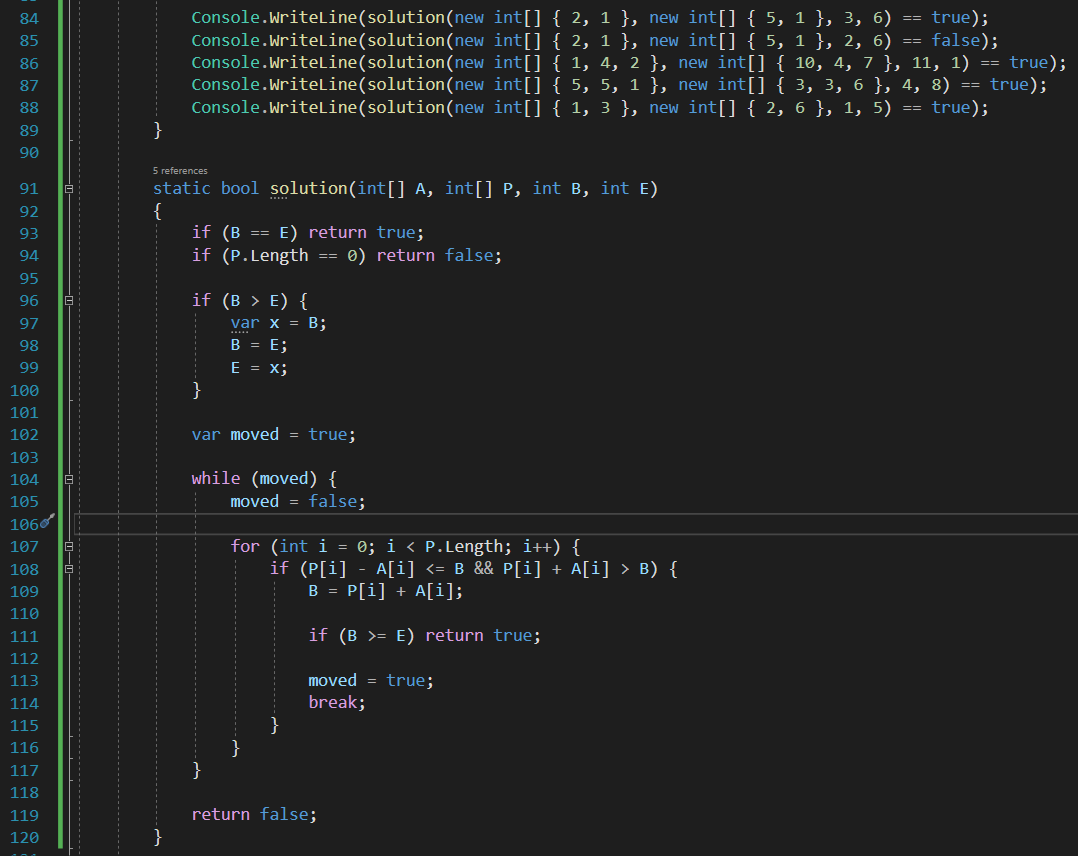 84 Console.WriteLine(solution(new int[] { 2, 1 }, new int[] { 5, 1 }, 3, 6) == true);
85 Console.WriteLine(solution(new int[] { 2, 1 }, new int[] { 5, 1 }, 2, 6) == false);
86 Console.WriteLine(solution(new int[] { 1, 4, 2 }, new int[] { 10, 4, 7 }, 11, 1) == true);
87 Console.WriteLine(solution(new int[] { 5, 5, 1 }, new int[] { 3, 3, 6 }, 4, 8) == true);
88 Console.WriteLine(solution(new int[] { 1, 3 }, new int[] { 2, 6 }, 1, 5) == true);
89 }
90
5 references
91 static bool solution(int[] A, int[] P, int B, int E)
92 {
93 if (B == E) return true;
94 if (P.Length == 0) return false;
95
96 if (B > E) {
97 var x = B;
98 B = E;
99 E = x;
100 }
101
102 var moved = true;
103
104 while (moved) {
105 moved = false;
106
107 for (int i = 0; i < P.Length; i++) {
108 if (P[i] - A[i] <= B && P[i] + A[i] > B) {
109 B = P[i] + A[i];
110
111 if (B >= E) return true;
112
113 moved = true;
114 break;
115 }
116 }
117 }
118
119 return false;
120 }